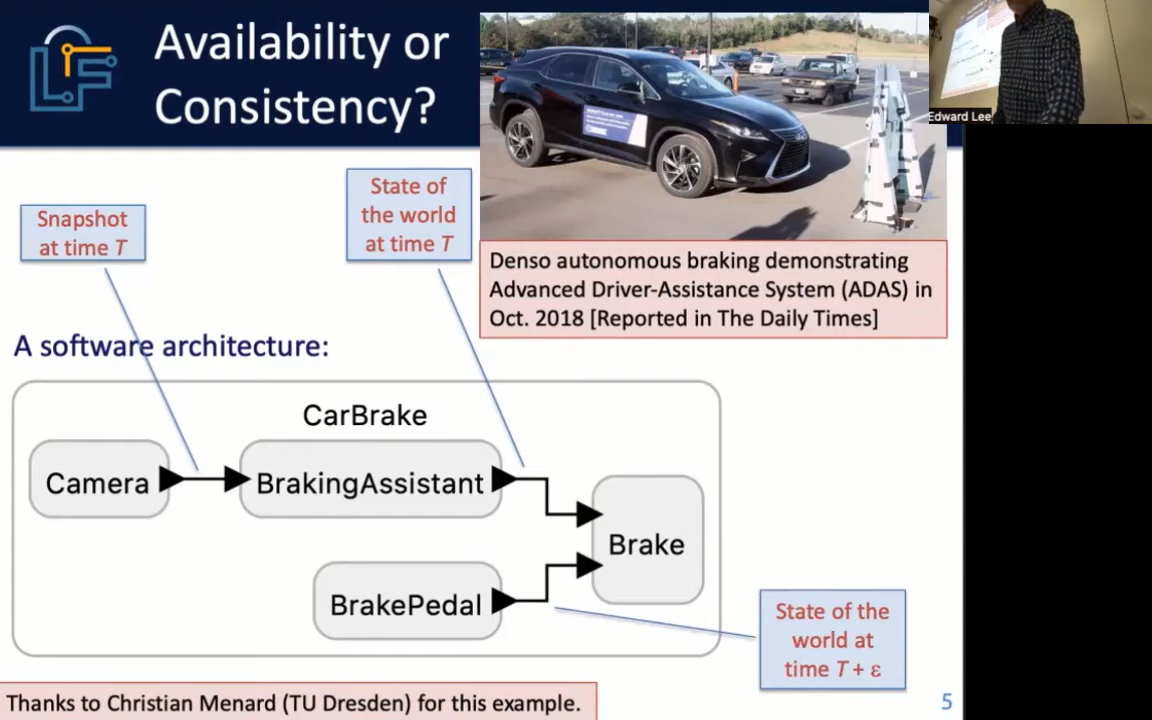 Availability or
Consistency?
Edward Lee
Snapshot
at time T
State of
the world
at time T
Denso autonomous braking demonstrating
Advanced Driver-Assistance System (ADAS) in
Oct. 2018 [Reported in The Daily Times]
A software architecture:
CarBrake
Camera
BrakingAssistant
Brake
BrakePedal
State of the
world at
time T + ε
Thanks to Christian Menard (TU Dresden) for this example.
5